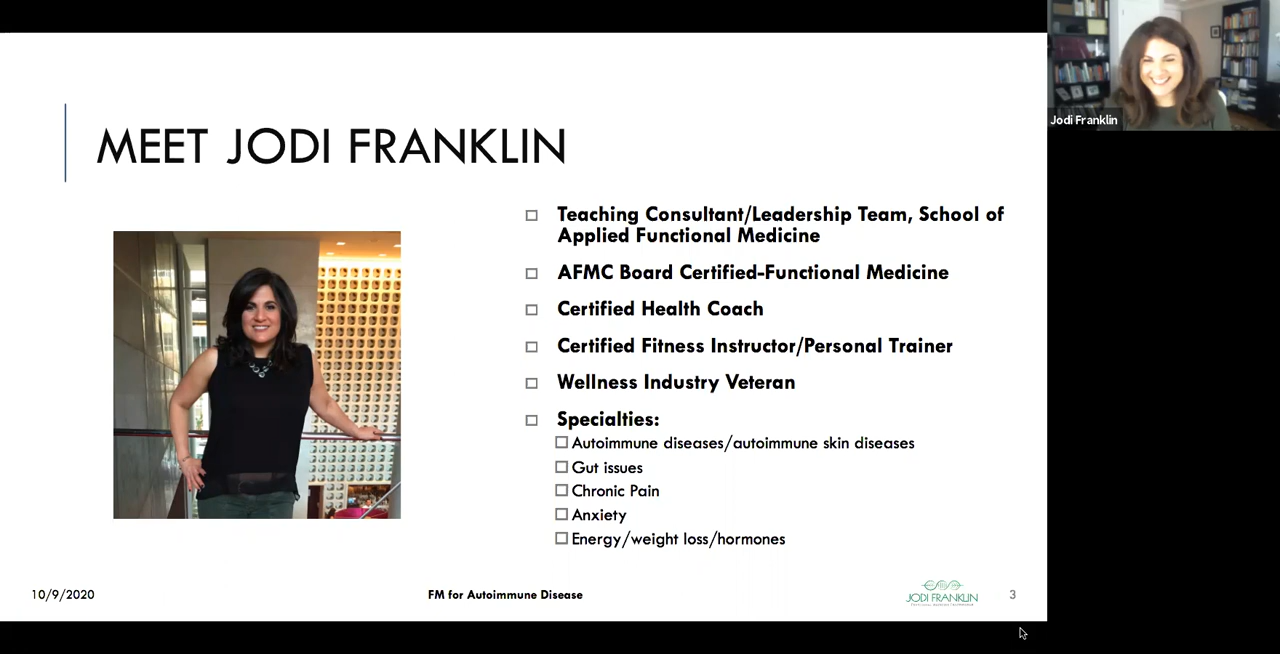 MEET JODI FRANKLIN
Teaching Consultant/Leadership Team, School of
Applied Functional Medicine
AFMC Board Certified-Functional Medicine
Certified Health Coach
Certified Fitness Instructor/Personal Trainer
Wellness Industry Veteran
Specialties:
Autoimmune diseases/autoimmune skin diseases
Gut issues
Chronic Pain
Anxiety
Energy/weight loss/hormones
10/9/2020
FM for Autoimmune Disease
JODI FRANKLIN
3
Jodi Franklin